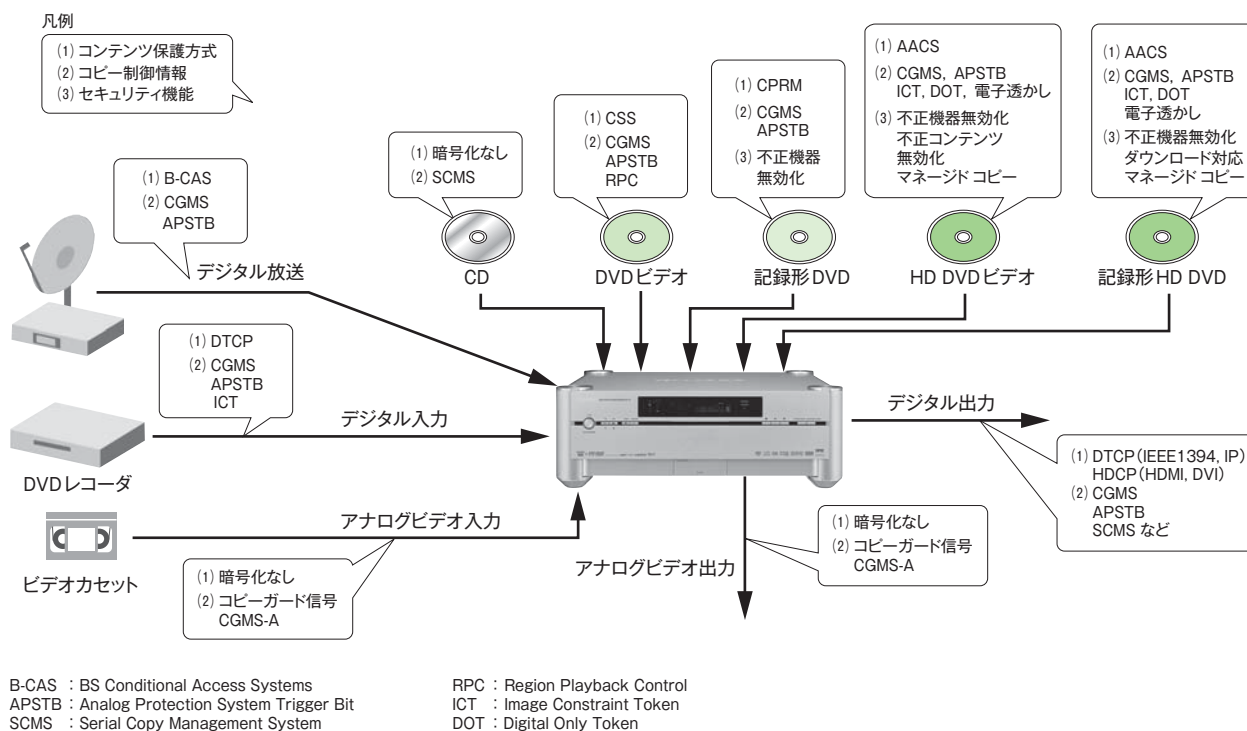 凡例
(1) コンテンツ保護方式
(2) コピー制御情報
(3) セキュリティ機能
(1) B-CAS
(2) CGMS
APSTB
デジタル放送
(1) 暗号化なし
(2) SCMS
CD
(1) CSS
(2) CGMS
APSTB
RPC
DVDビデオ
(1) CPRM
(2) CGMS
APSTB
(3) 不正機器
無効化
記録形DVD
(1) AACS
(2) CGMS, APSTB
ICT, DOT, 電子透かし
(3) 不正機器無効化
不正コンテンツ
無効化
マネージド コピー
HD DVDビデオ
(1) AACS
(2) CGMS, APSTB
ICT, DOT
電子透かし
(3) 不正機器無効化
ダウンロード対応
マネージド コピー
記録形HD DVD
(1) DTCP
(2) CGMS
APSTB
ICT
デジタル入力
DVDレコーダ
アナログビデオ入力
ビデオカセット
(1) 暗号化なし
(2) コピーガード信号
CGMS-A
デジタル出力
(1) DTCP(IEEE1394, IP)
HDCP(HDMI, DVI)
(2) CGMS
APSTB
SCMS など
アナログビデオ出力
(1) 暗号化なし
(2) コピーガード信号
CGMS-A
B-CAS : BS Conditional Access Systems
APSTB : Analog Protection System Trigger Bit
SCMS : Serial Copy Management System
RPC : Region Playback Control
ICT : Image Constraint Token
DOT : Digital Only Token